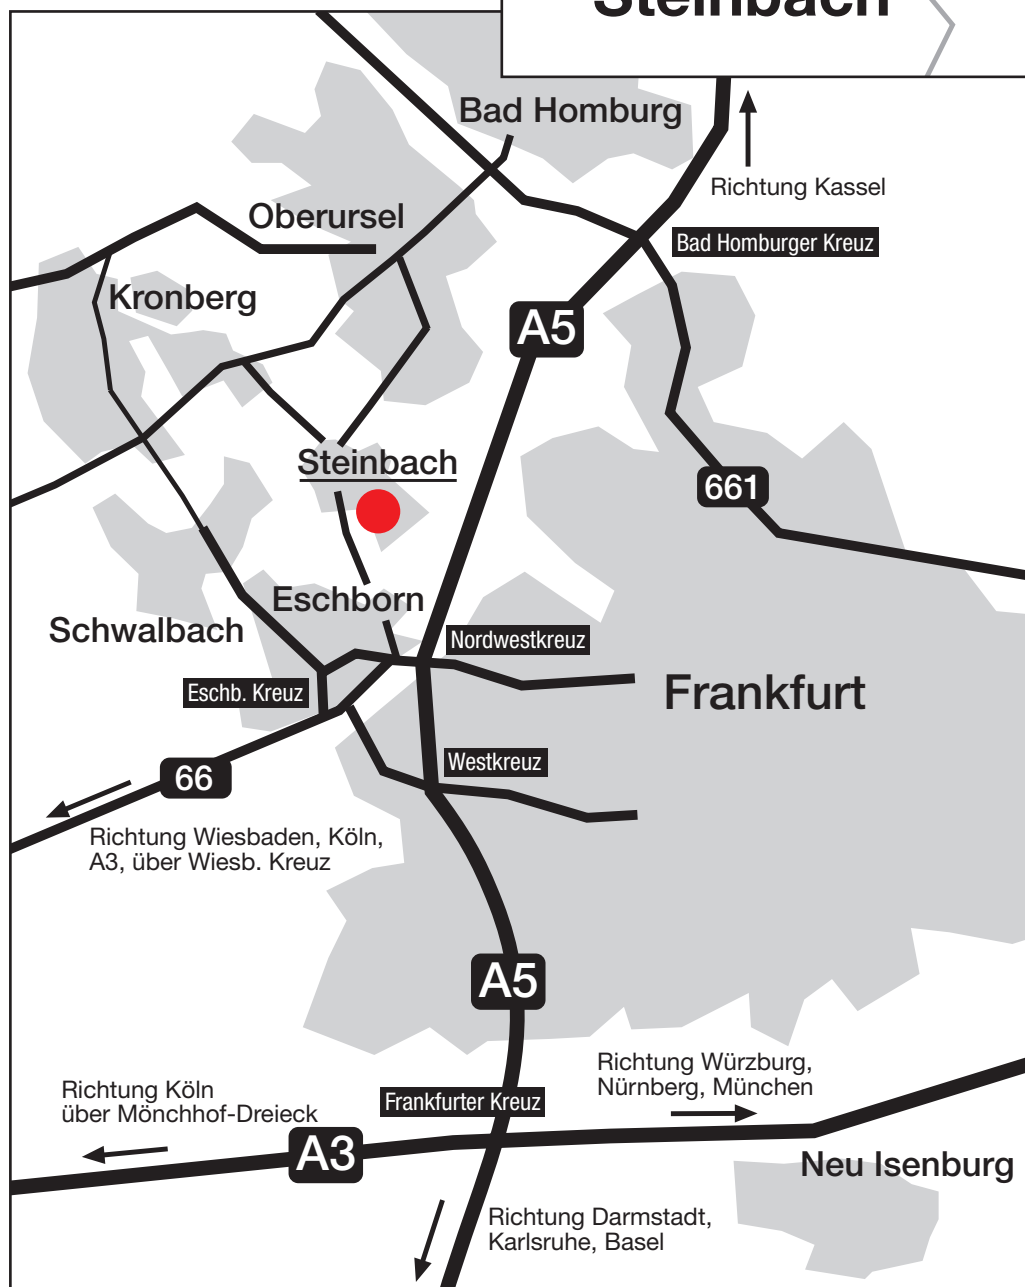 Steinbach
Bad Homburg
Richtung Kassel
Oberursel
Bad Homburger Kreuz
Kronberg
A5
Steinbach
661
Eschborn
Schwalbach
Nordwestkreuz
Eschb. Kreuz
Frankfurt
Westkreuz
66
Richtung Wiesbaden, Köln,
A3, über Wiesb. Kreuz
A5
Richtung Würzburg,
Nürnberg, München
Richtung Köln
über Mönchhof-Dreieck
Frankfurter Kreuz
A3
Neu Isenburg
Richtung Darmstadt,
Karlsruhe, Basel